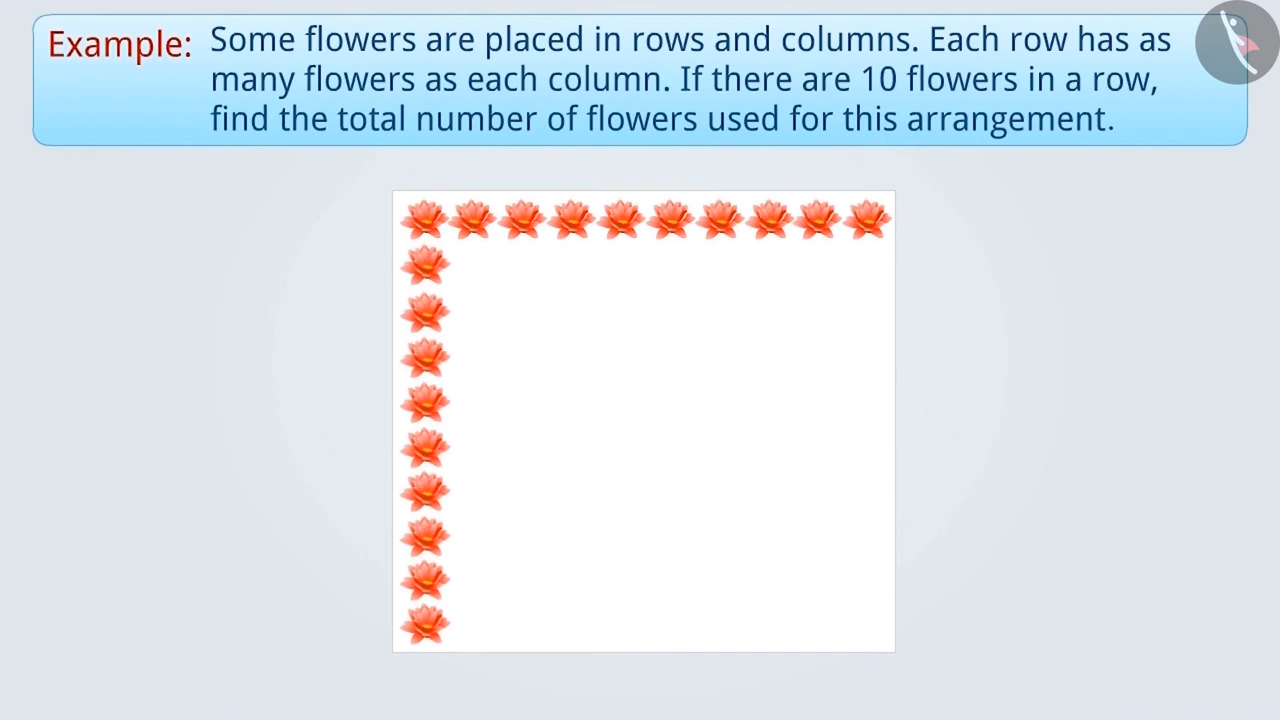 Example: Some flowers are placed in rows and columns. Each row has as
many flowers as each column. If there are 10 flowers in a row,
find the total number of flowers used for this arrangement.